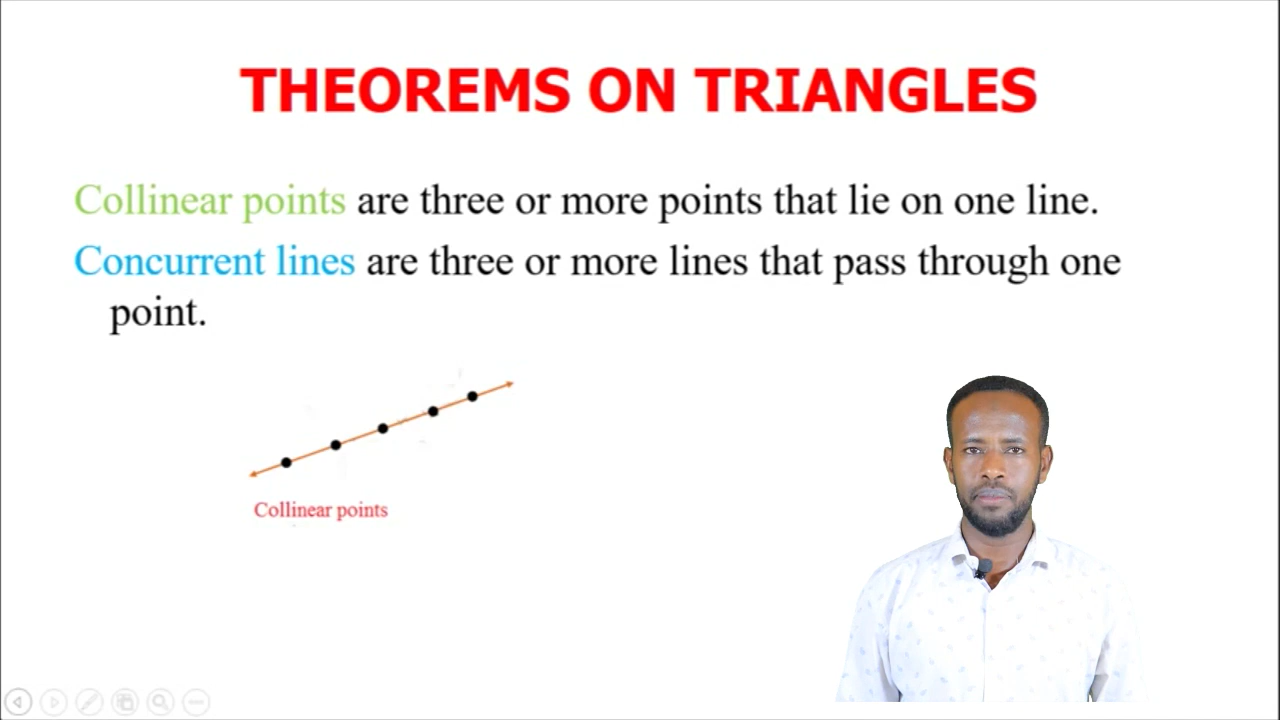 THEOREMS ON TRIANGLES
Collinear points are three or more points that lie on one line.
Concurrent lines are three or more lines that pass through one
point.
Collinear points